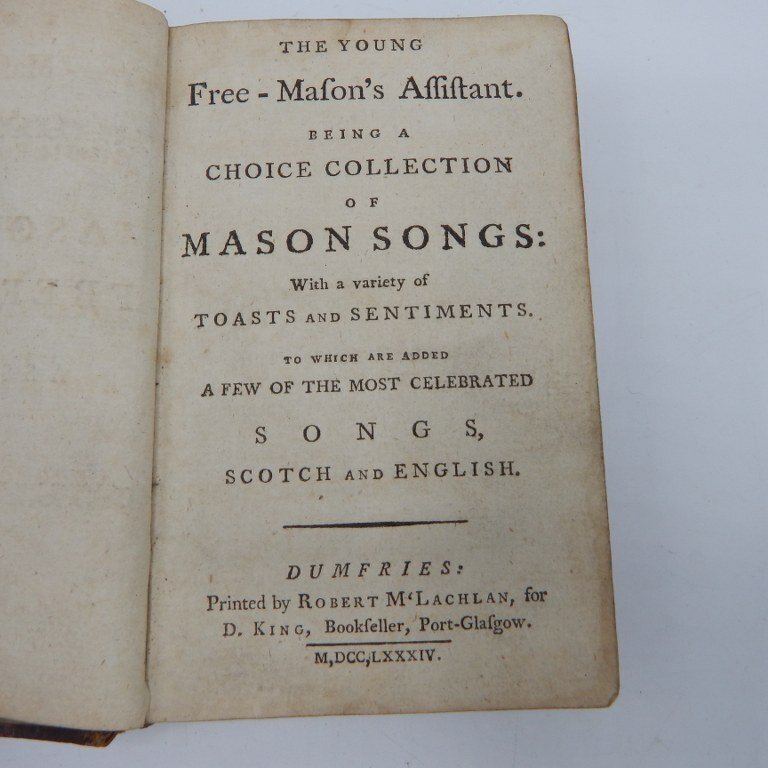 THE YOUNG
Free - Maſon's Aſſiſtant.
BEING A
CHOICE COLLECTION
OF
MASON SONGS:
With a variety of
TOASTS AND SENTIMENTS.
TO WHICH ARE ADDED
A FEW OF THE MOST CELEBRATED
SONGS,
SCOTCH AND ENGLISH.
DUMFRIES:
Printed by ROBERT M‘LACHLAN, for
D. KING, Bookſeller, Port-Glaſgow.
M,DCC,LXXXIV.